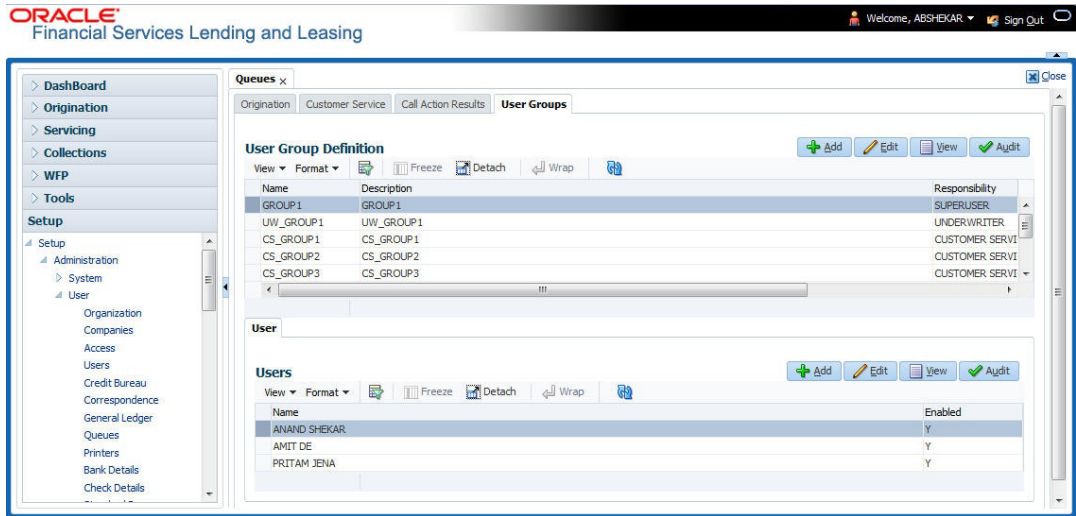 ORACLE'
Financial Services Lending and Leasing
Welcome, ABSHEKAR
Sign Out
Close
DashBoard
Origination
Servicing
Collections
WFP
Tools
Setup
Setup
Administration
System
User
Organization
Companies
Access
Users
Credit Bureau
Correspondence
General Ledger
Queues
Printers
Bank Details
Check Details
Queues x
Origination Customer Service Call Action Results User Groups
User Group Definition
Add Edit View Audit
View Format Freeze Detach Wrap
Name Description Responsibility
GROUP1 GROUP1 SUPERUSER
UW_GROUP1 UW_GROUP1 UNDERWRITER
CS_GROUP1 CS_GROUP1 CUSTOMER SERVI
CS_GROUP2 CS_GROUP2 CUSTOMER SERVI
CS_GROUP3 CS_GROUP3 CUSTOMER SERVI
User
Users
Add Edit View Audit
View Format Freeze Detach Wrap
Name Enabled
ANAND SHEKAR Y
AMIT DE Y
PRITAM JENA Y